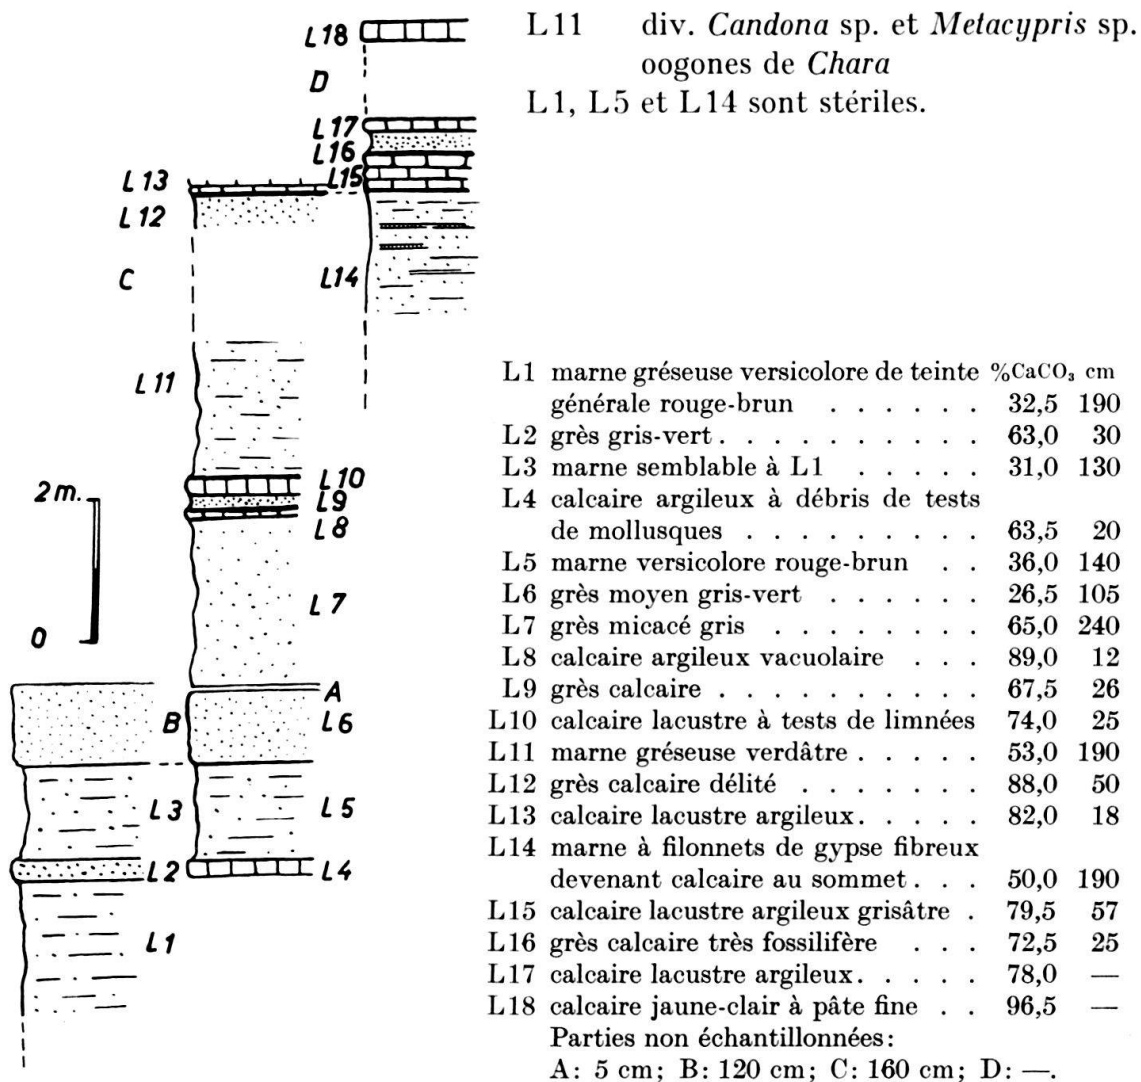 L11 div. Candona sp. et Metacypris sp.
oogones de Chara
L1, L5 et L14 sont stériles.
L18
D
L17
L16
L15
L13
L12
C
L14
L11
L10
L9
L8
L7
2m.
0
A
B
L6
L3
L5
L2
L4
L1
L1 marne gréseuse versicolore de teinte %CaCO₃ cm
générale rouge-brun . . . . . . 32,5 190
L2 grès gris-vert . . . . . . . . . . 63,0 30
L3 marne semblable à L1 . . . . . 31,0 130
L4 calcaire argileux à débris de tests
de mollusques . . . . . . . . . 63,5 20
L5 marne versicolore rouge-brun . . 36,0 140
L6 grès moyen gris-vert . . . . . . 26,5 105
L7 grès micacé gris . . . . . . . . 65,0 240
L8 calcaire argileux vacuolaire . . . 89,0 12
L9 grès calcaire . . . . . . . . . . 67,5 26
L10 calcaire lacustre à tests de limnées 74,0 25
L11 marne gréseuse verdâtre . . . . . 53,0 190
L12 grès calcaire délité . . . . . . . 88,0 50
L13 calcaire lacustre argileux . . . . . 82,0 18
L14 marne à filonnets de gypse fibreux
devenant calcaire au sommet . . . 50,0 190
L15 calcaire lacustre argileux grisâtre . 79,5 57
L16 grès calcaire très fossilifère . . . 72,5 25
L17 calcaire lacustre argileux . . . . . 78,0 —
L18 calcaire jaune-clair à pâte fine . . 96,5 —
Parties non échantillonnées:
A: 5 cm; B: 120 cm; C: 160 cm; D: —.